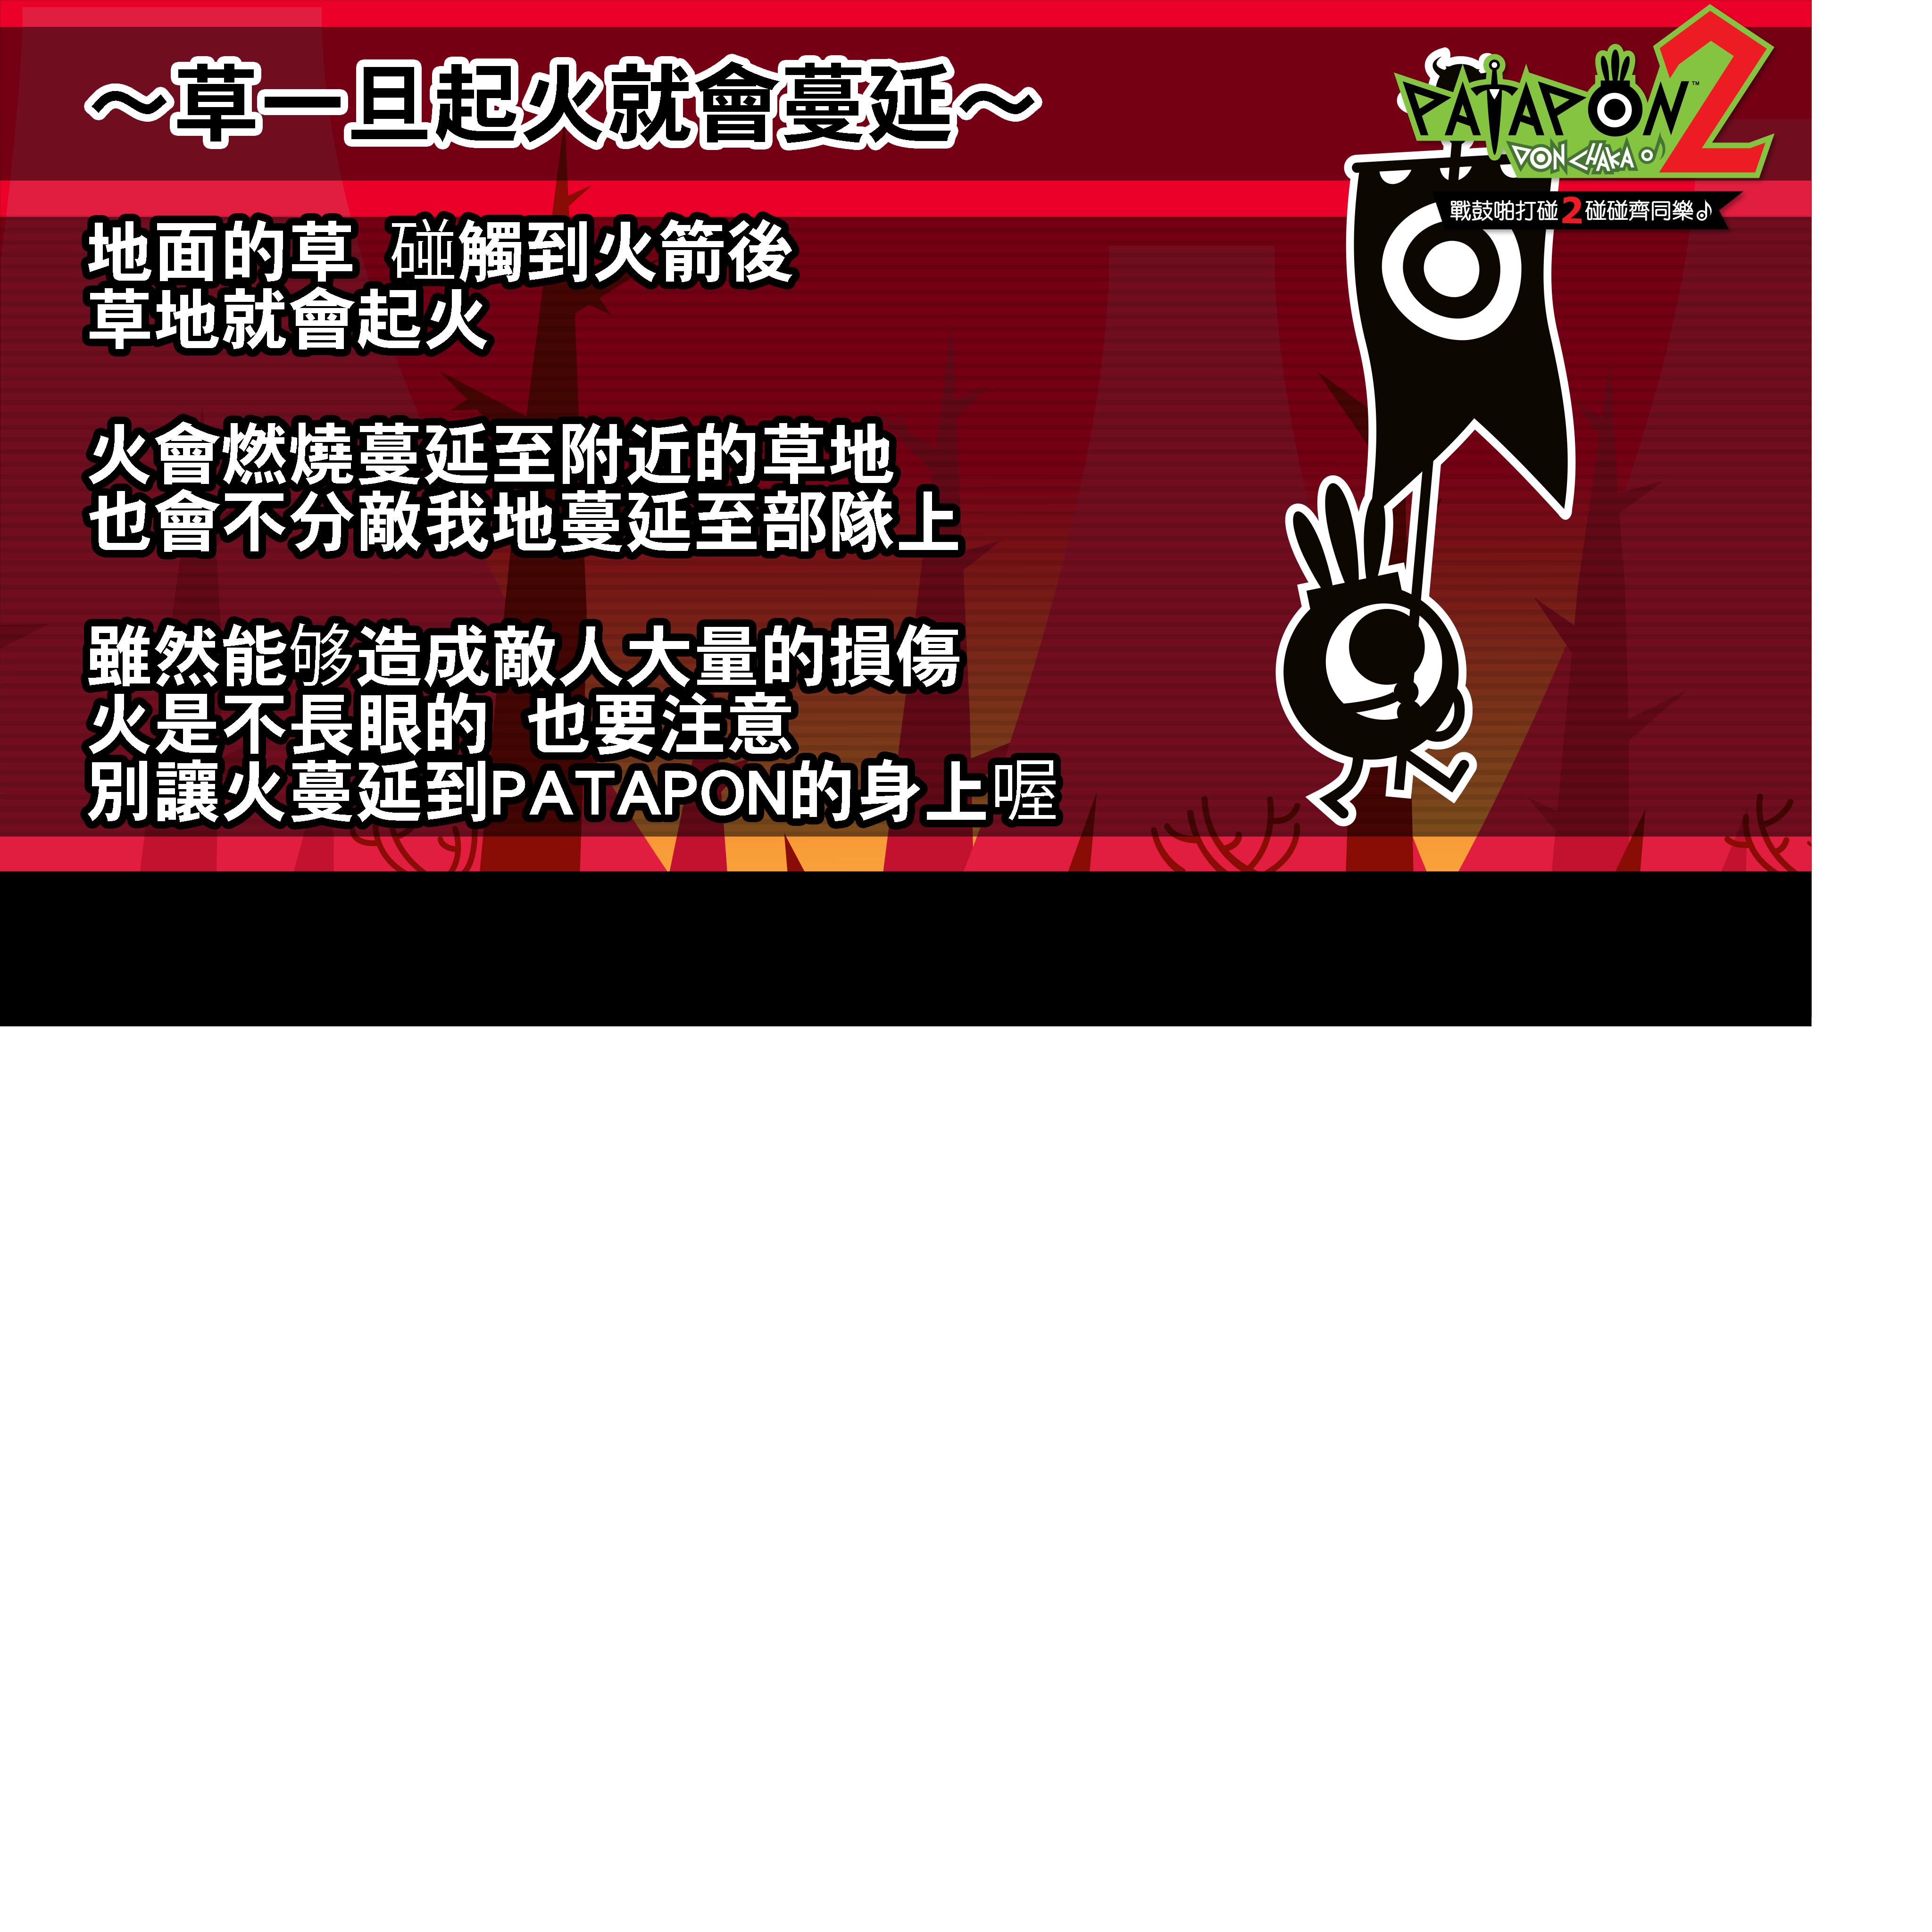 ～草一旦起火就會蔓延～
PATAPON™2
DON CHAKA♪
戰鼓啪打碰2碰碰齊同樂♪
地面的草 碰觸到火箭後
草地就會起火
火會燃燒蔓延至附近的草地
也會不分敵我地蔓延至部隊上
雖然能够造成敵人大量的損傷
火是不長眼的 也要注意
別讓火蔓延到PATAPON的身上喔